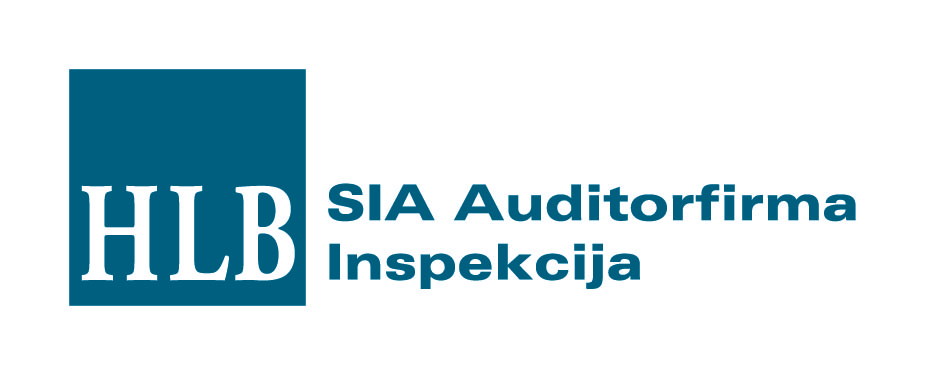 HLB
SIA Auditorfirma
Inspekcija